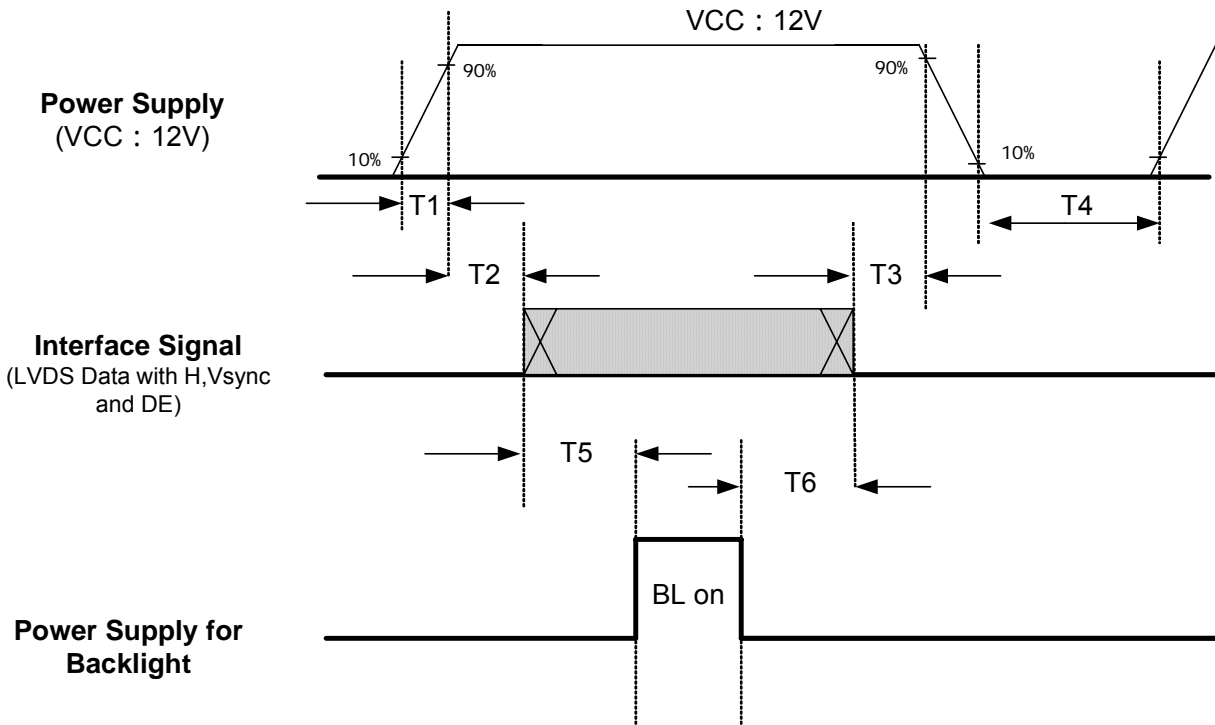 VCC : 12V
90%
90%
Power Supply
(VCC : 12V)
10%
10%
T1
T4
T2
T3
Interface Signal
(LVDS Data with H,Vsync
and DE)
T5
T6
BL on
Power Supply for
Backlight